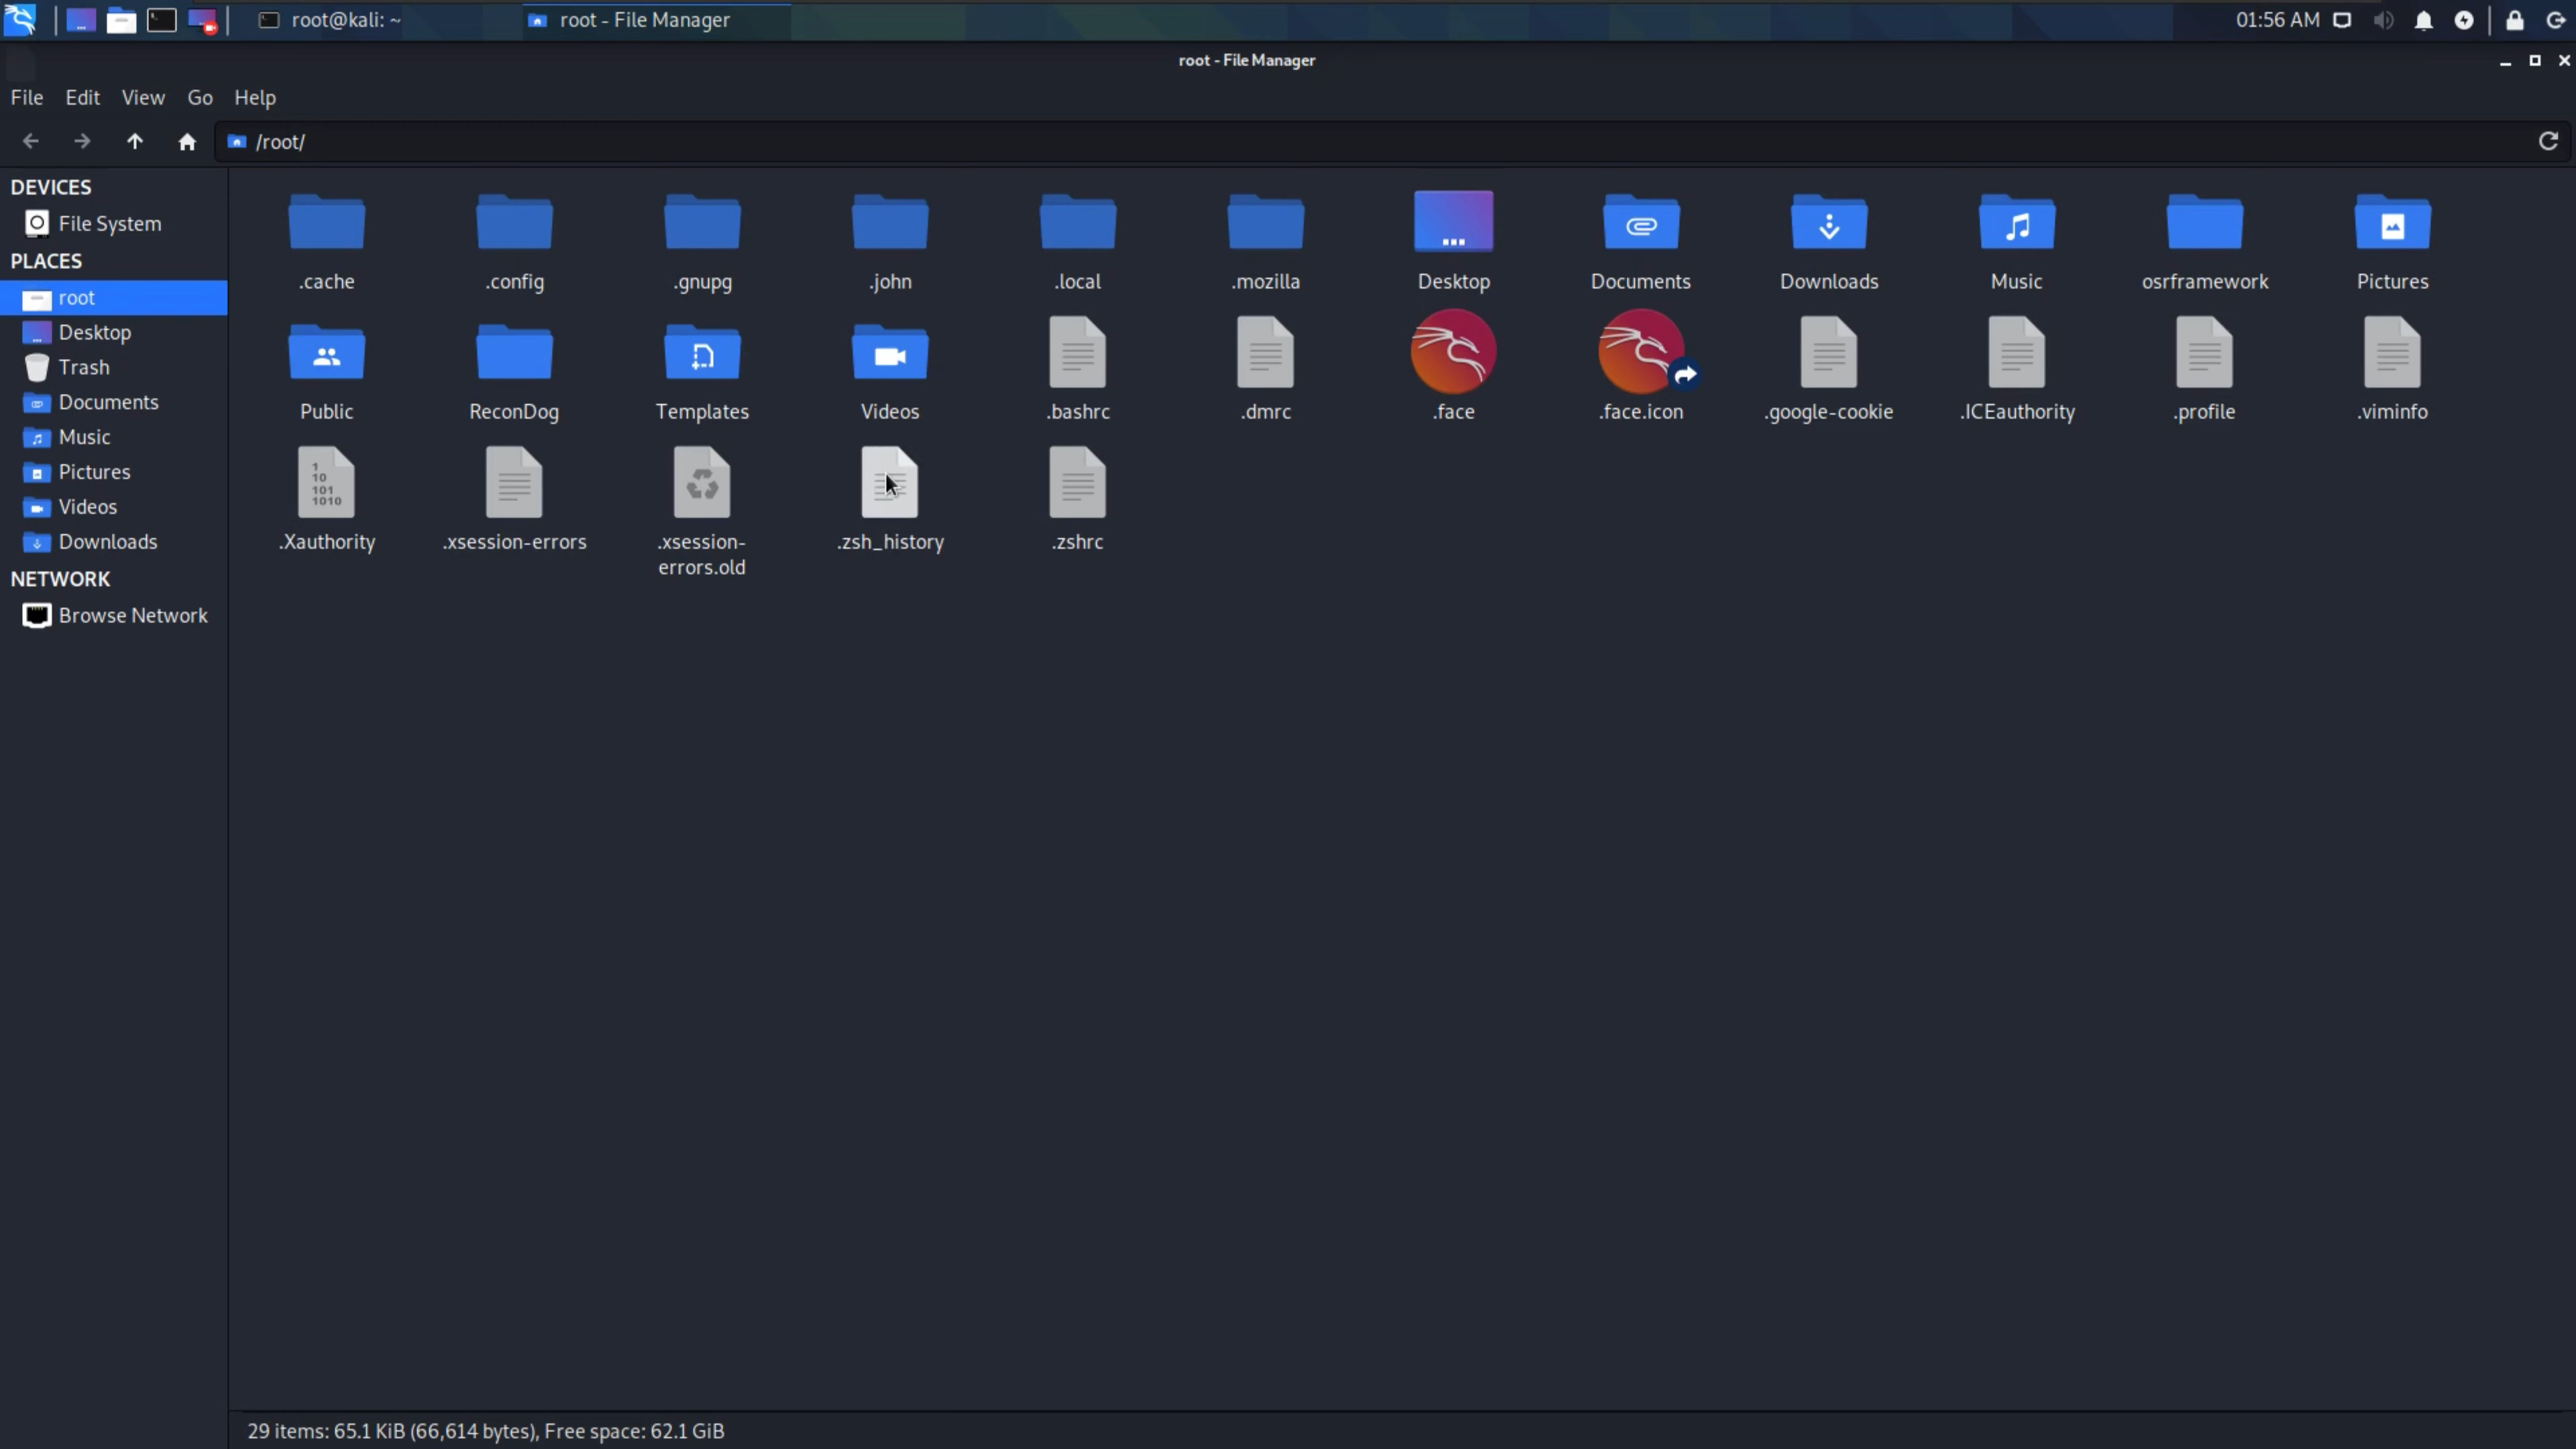 root@kali: ~
root - File Manager
01:56 AM
root - File Manager
File Edit View Go Help
/root/
DEVICES
File System
PLACES
root
Desktop
Trash
Documents
Music
Pictures
Videos
Downloads
NETWORK
Browse Network
.cache .config .gnupg .john .local .mozilla Desktop Documents Downloads Music osrframework Pictures
Public ReconDog Templates Videos .bashrc .dmrc .face .face.icon .google-cookie .ICEauthority .profile .viminfo
1
10
101
1010
.Xauthority .xsession-errors .xsession- .zsh_history .zshrc
errors.old
29 items: 65.1 KiB (66,614 bytes), Free space: 62.1 GiB